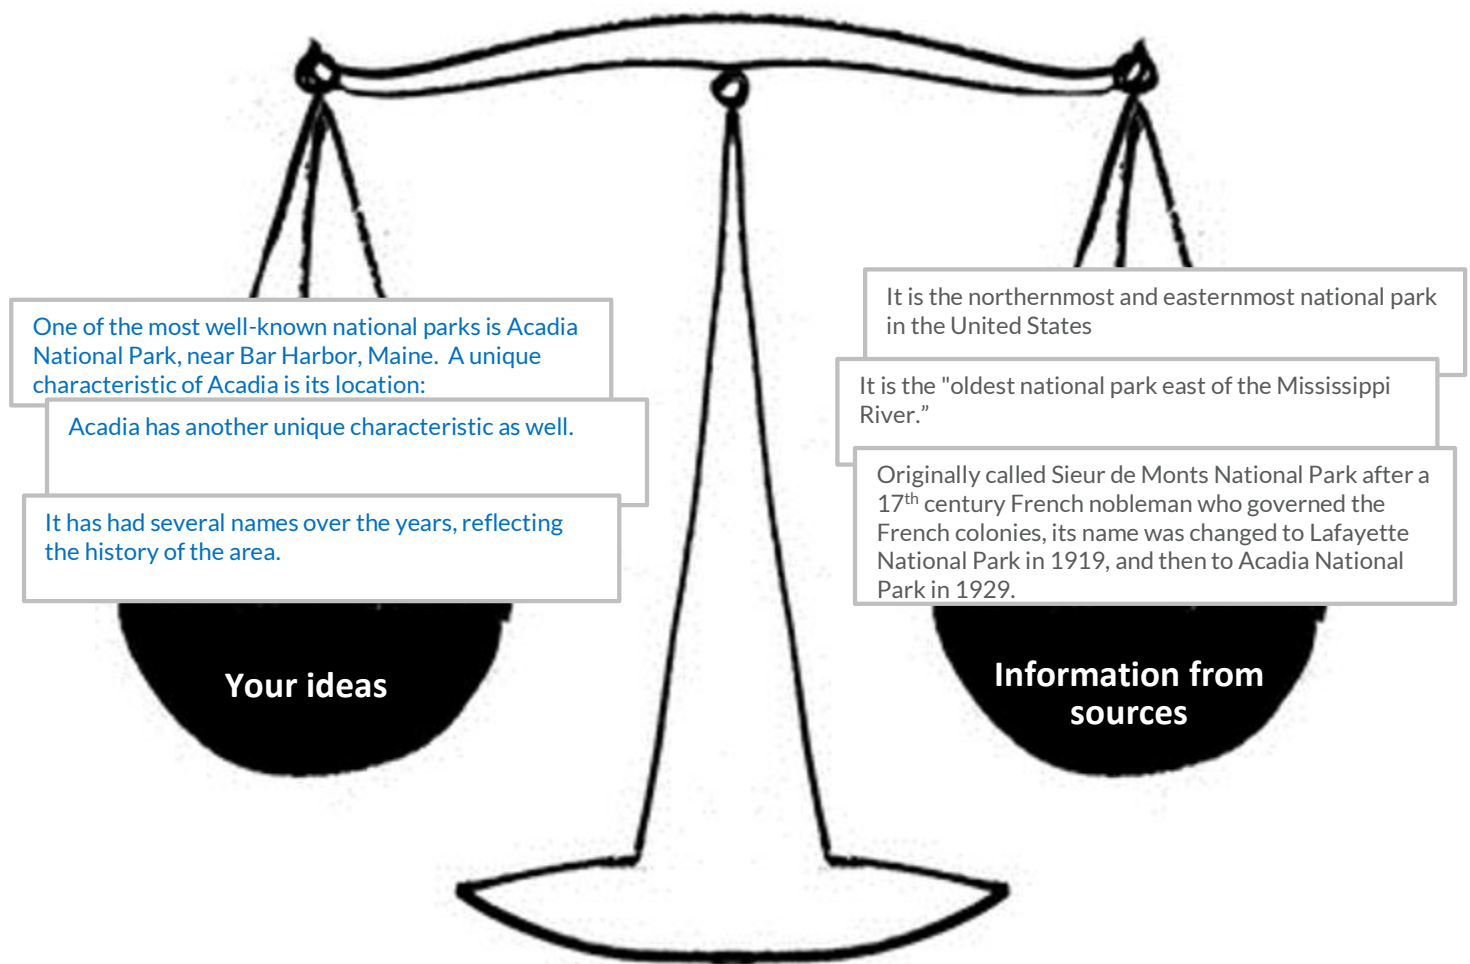 One of the most well-known national parks is Acadia
National Park, near Bar Harbor, Maine.  A unique
characteristic of Acadia is its location:
Acadia has another unique characteristic as well.
It has had several names over the years, reflecting
the history of the area.
Your ideas
It is the northernmost and easternmost national park
in the United States
It is the "oldest national park east of the Mississippi
River.”
Originally called Sieur de Monts National Park after a
17th century French nobleman who governed the
French colonies, its name was changed to Lafayette
National Park in 1919, and then to Acadia National
Park in 1929.
Information from
sources